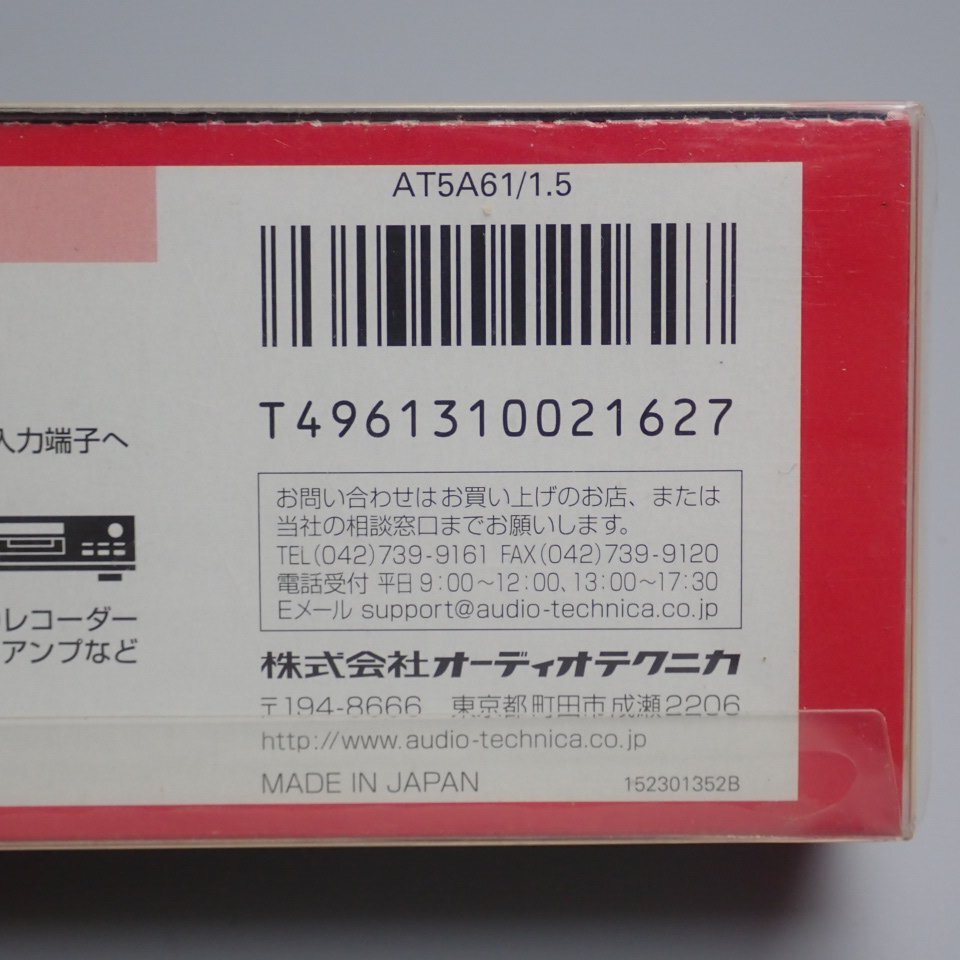 AT5A61/1.5
T4961310021627
入力端子へ
レコーダー
アンプなど
お問い合わせはお買い上げのお店、または
当社の相談窓口までお願いします。
TEL(042)739-9161 FAX(042)739-9120
電話受付 平日9:00～12:00、13:00～17:30
Eメール support@audio-technica.co.jp
株式会社オーディオテクニカ
〒194-8666 東京都町田市成瀬2206
http://www.audio-technica.co.jp
MADE IN JAPAN 152301352B